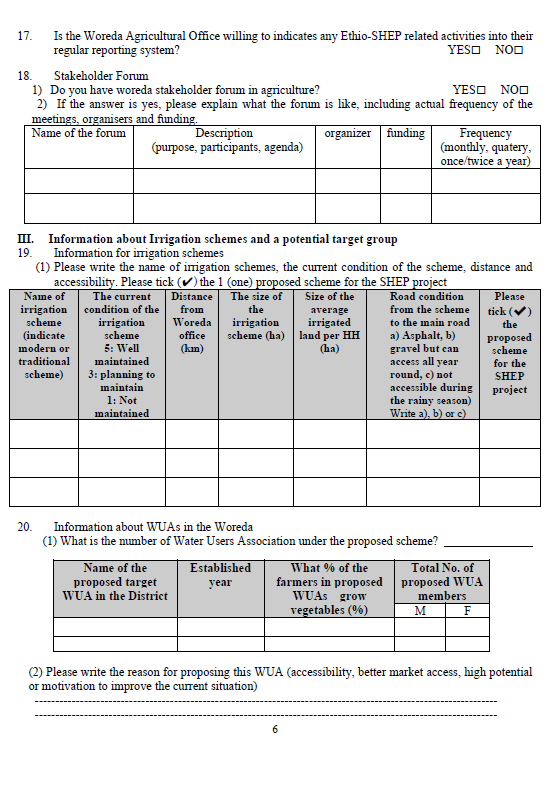 17. Is the Woreda Agricultural Office willing to indicates any Ethio-SHEP related activities into their
regular reporting system? YES□ NO□
18. Stakeholder Forum
1) Do you have woreda stakeholder forum in agriculture? YES□ NO□
2) If the answer is yes, please explain what the forum is like, including actual frequency of the
meetings, organisers and funding.
Name of the forum
Description
(purpose, participants, agenda)
organizer
funding
Frequency
(monthly, quatery,
once/twice a year)
III. Information about Irrigation schemes and a potential target group
19. Information for irrigation schemes
(1) Please write the name of irrigation schemes, the current condition of the scheme, distance and
accessibility. Please tick (✔) the 1 (one) proposed scheme for the SHEP project
Name of
irrigation
scheme
(indicate
modern or
traditional
scheme)
The current
condition of the
irrigation
scheme
5: Well
maintained
3: planning to
maintain
1: Not
maintained
Distance
from
Woreda
office
(km)
The size of
the
irrigation
scheme (ha)
Size of the
average
irrigated
land per HH
(ha)
Road condition
from the scheme
to the main road
a) Asphalt, b)
gravel but can
access all year
round, c) not
accessible during
the rainy season)
Write a), b) or c)
Please
tick (✔)
the
proposed
scheme
for the
SHEP
project
20. Information about WUAs in the Woreda
(1) What is the number of Water Users Association under the proposed scheme? ________________
Name of the
proposed target
WUA in the District
Established
year
What % of the
farmers in proposed
WUAs grow
vegetables (%)
Total No. of
proposed WUA
members
M F
(2) Please write the reason for proposing this WUA (accessibility, better market access, high potential
or motivation to improve the current situation)
6